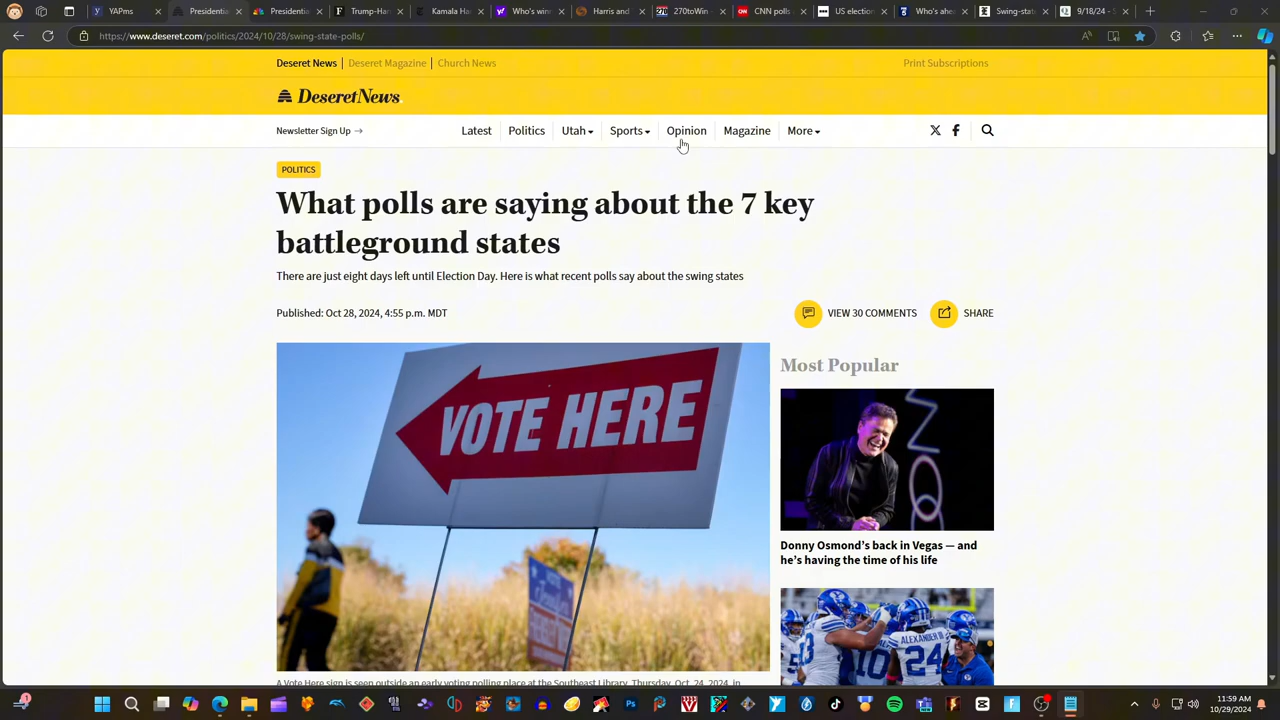 YAPms
Presidenti
Trump-Han
Kamala Ha
Harris and
270toWin
CNN polls
US electio
Who's ahe
Swing-stat
9/18/24 -
https://www.deseret.com/politics/2024/10/28/swing-state-polls/
Deseret News | Deseret Magazine | Church News
Print Subscriptions
Deseret News
Newsletter Sign Up →
Latest
Politics
Utah
Sports
Opinion
Magazine
More
POLITICS
What polls are saying about the 7 key
battleground states
There are just eight days left until Election Day. Here is what recent polls say about the swing states
Published: Oct 28, 2024, 4:55 p.m. MDT
VIEW 30 COMMENTS
SHARE
VOTE HERE
Most Popular
Donny Osmond's back in Vegas — and
he's having the time of his life
ALEXANDER
10
24
A Vote Here sign is seen outside an early voting polling place at the Southeast Library, Thursday, Oct. 24, 2024, in
11:59 AM
10/29/2024